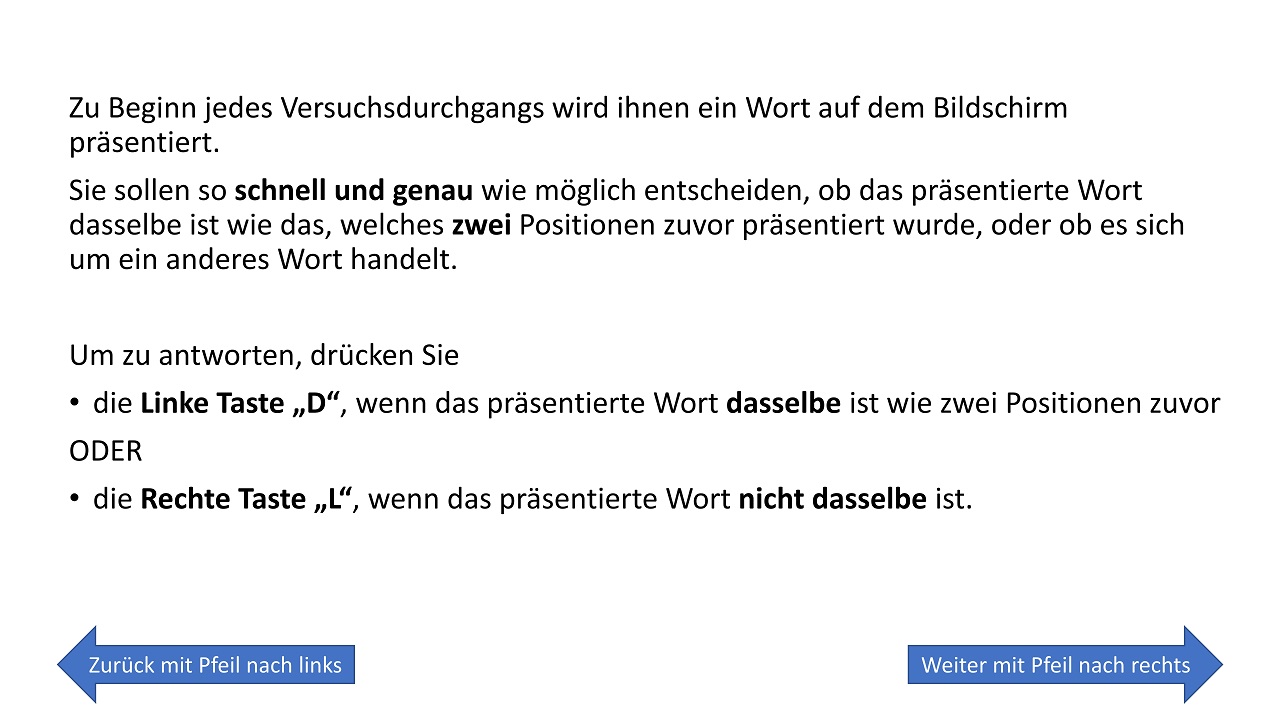 Zu Beginn jedes Versuchsdurchgangs wird ihnen ein Wort auf dem Bildschirm
präsentiert.
Sie sollen so schnell und genau wie möglich entscheiden, ob das präsentierte Wort
dasselbe ist wie das, welches zwei Positionen zuvor präsentiert wurde, oder ob es sich
um ein anderes Wort handelt.
Um zu antworten, drücken Sie
• die Linke Taste „D“, wenn das präsentierte Wort dasselbe ist wie zwei Positionen zuvor
ODER
• die Rechte Taste „L“, wenn das präsentierte Wort nicht dasselbe ist.
Zurück mit Pfeil nach links
Weiter mit Pfeil nach rechts